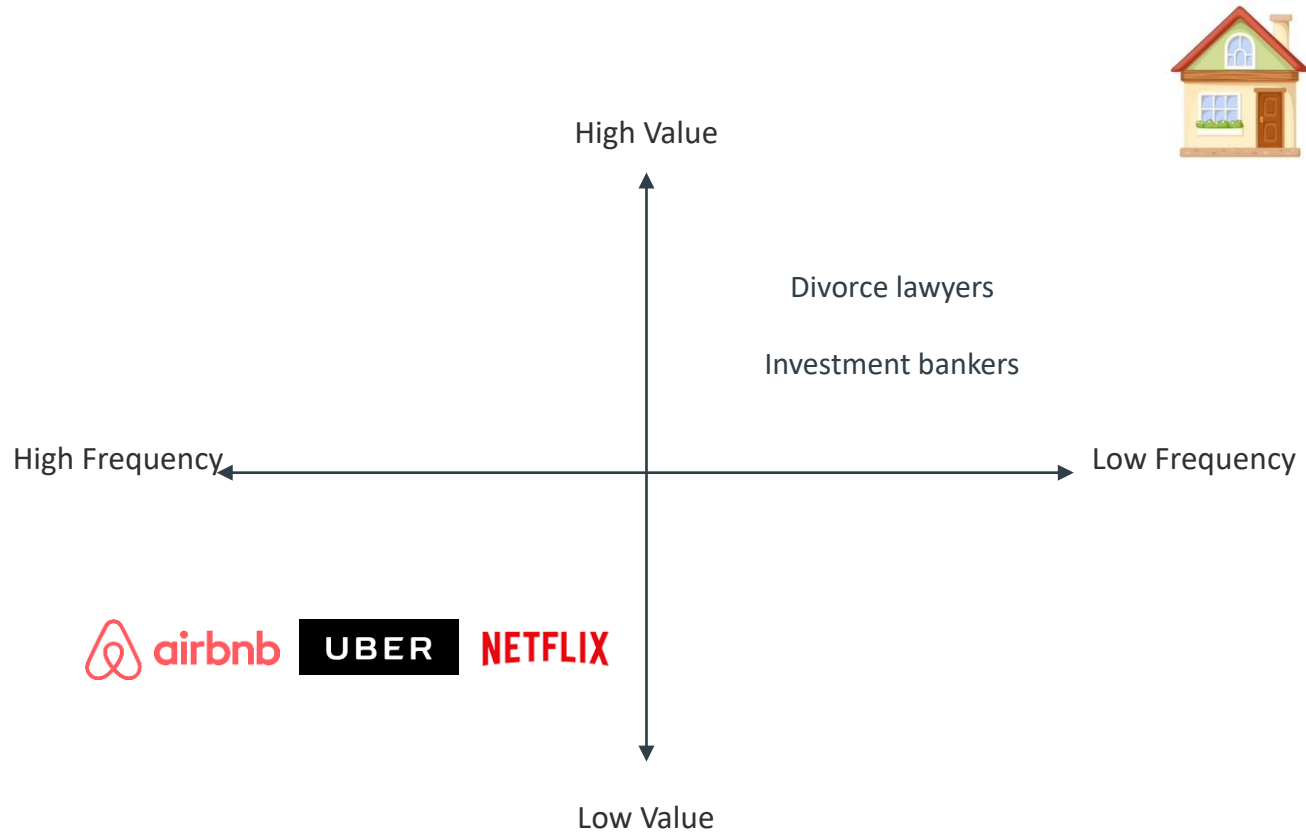 High Value
Divorce lawyers
Investment bankers
High Frequency
Low Frequency
airbnb
UBER
NETFLIX
Low Value